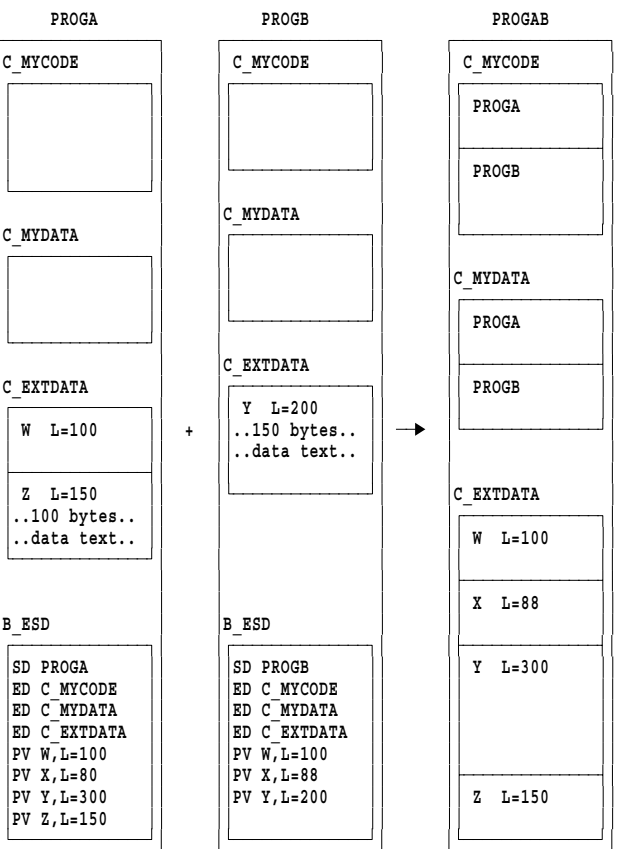 PROGA
C_MYCODE
C_MYDATA
C_EXTDATA
W L=100
Z L=150
..100 bytes..
..data text..
B_ESD
SD PROGA
ED C_MYCODE
ED C_MYDATA
ED C_EXTDATA
PV W,L=100
PV X,L=80
PV Y,L=300
PV Z,L=150
+
PROGB
C_MYCODE
C_MYDATA
C_EXTDATA
Y L=200
..150 bytes..
..data text..
B_ESD
SD PROGB
ED C_MYCODE
ED C_MYDATA
ED C_EXTDATA
PV W,L=100
PV X,L=88
PV Y,L=200
PROGAB
C_MYCODE
PROGA
PROGB
C_MYDATA
PROGA
PROGB
C_EXTDATA
W L=100
X L=88
Y L=300
Z L=150